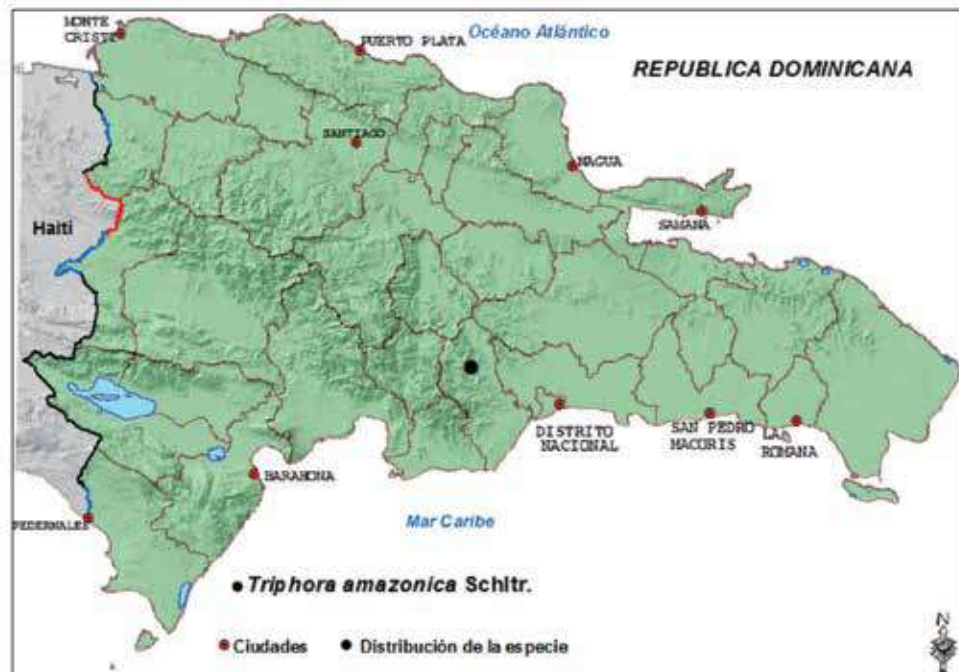 MONTE
CRISTI
PUERTO PLATA
Océano Atlántico
REPUBLICA DOMINICANA
SANTIAGO
NAGUA
SAMANA
Haití
DISTRITO
NACIONAL
SAN PEDRO
MACORIS
LA
ROMANA
BARAHONA
PEDERNALES
Mar Caribe
Triphora amazonica Schltr.
Ciudades
Distribución de la especie
N